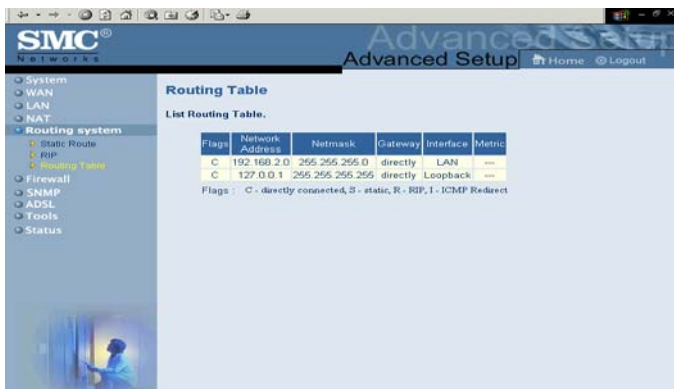 SMC®
Networks
Advanced Setup
Advanced Setup
Home
Logout
System
WAN
LAN
NAT
Routing system
Static Route
RIP
Routing Table
Firewall
SNMP
ADSL
Tools
Status
Routing Table
List Routing Table.
Flags Network Address Netmask Gateway Interface Metric
C 192.168.2.0 255.255.255.0 directly LAN ---
C 127.0.0.1 255.255.255.255 directly Loopback ---
Flags : C - directly connected, S - static, R - RIP, I - ICMP Redirect